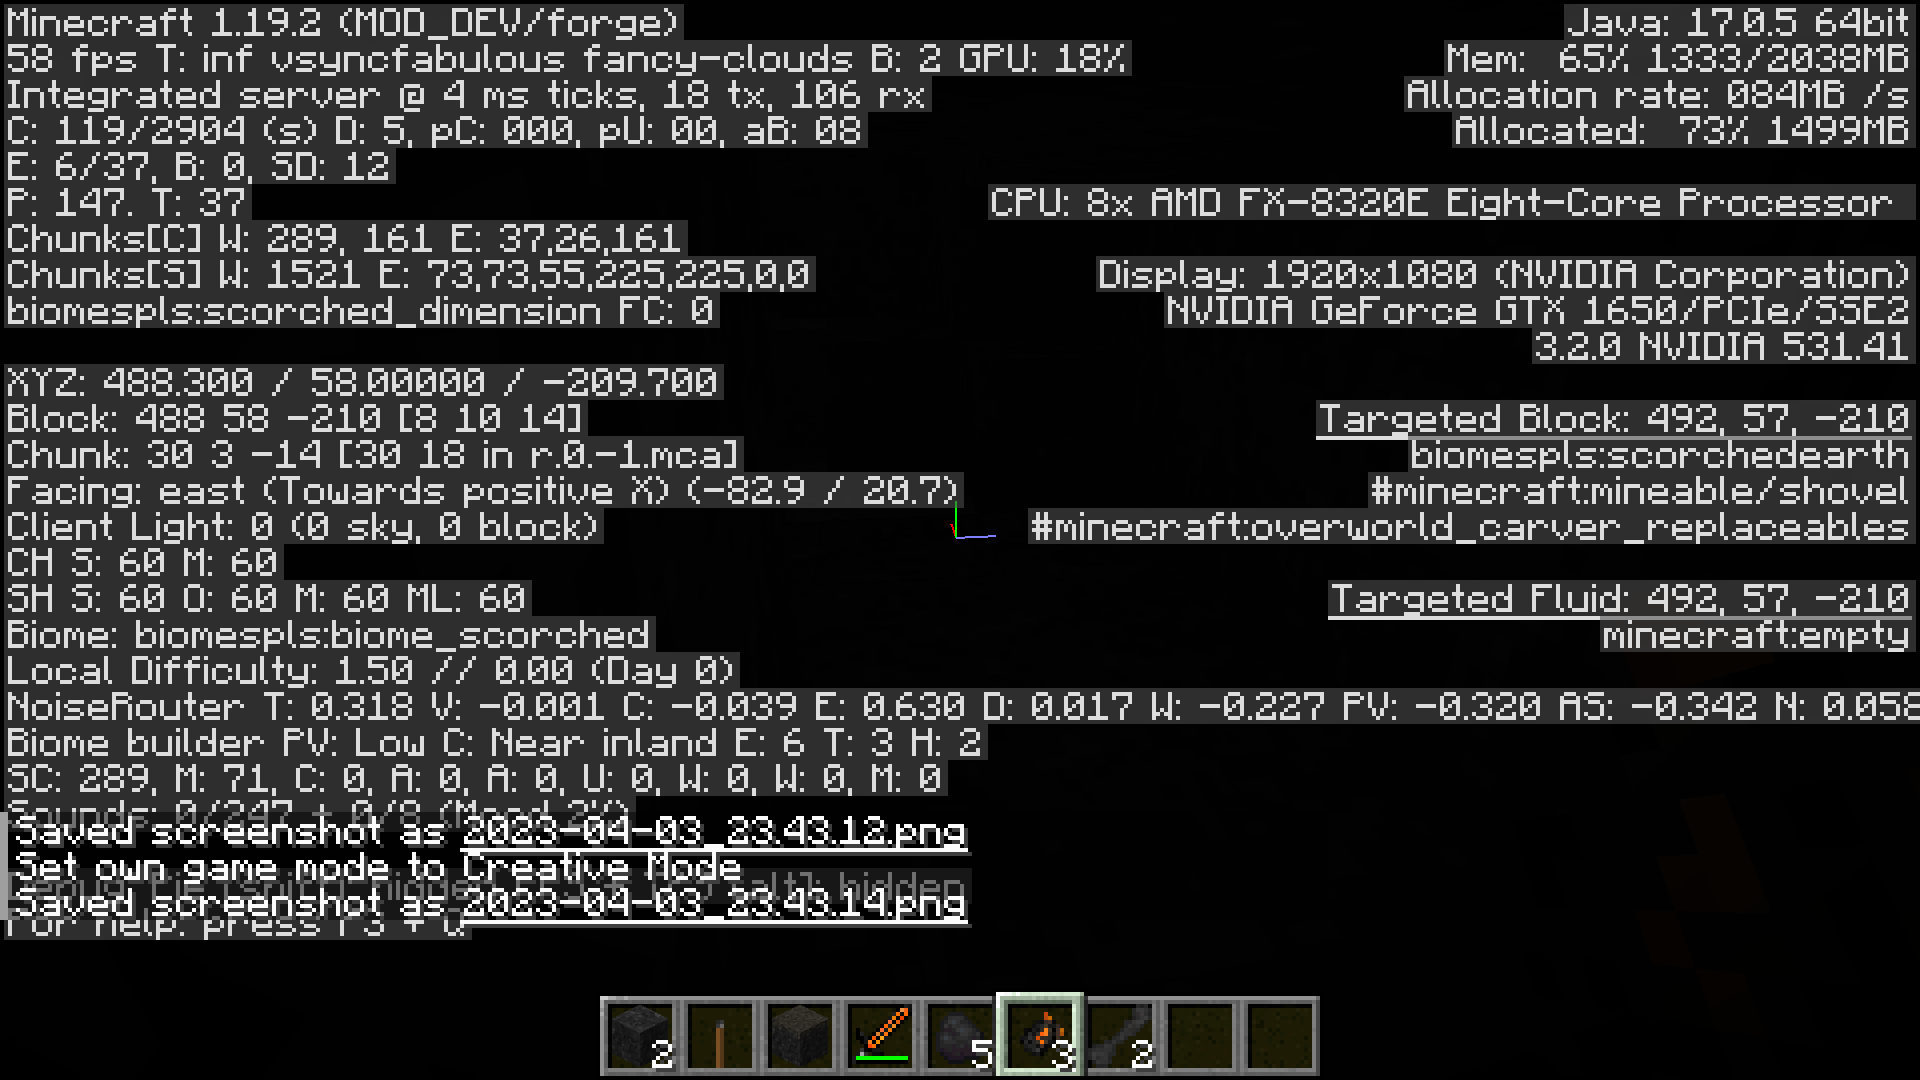 Minecraft 1.19.2 (MOD_DEV/forge)
58 fps T: inf vsyncfabulous fancy-clouds B: 2 GPU: 18%
Integrated server @ 4 ms ticks, 18 tx, 106 rx
C: 119/2904 (s) D: 5, pC: 000, pU: 00, aB: 08
E: 6/37, B: 0, SD: 12
P: 147. T: 37
Chunks[C] W: 289, 161 E: 37,26,161
Chunks[S] W: 1521 E: 73,73,55,225,225,0,0
biomespls:scorched_dimension FC: 0
XYZ: 488.300 / 58.00000 / -209.700
Block: 488 58 -210 [8 10 14]
Chunk: 30 3 -14 [30 18 in r.0.-1.mca]
Facing: east (Towards positive X) (-82.9 / 20.7)
Client Light: 0 (0 sky, 0 block)
CH S: 60 M: 60
SH S: 60 O: 60 M: 60 ML: 60
Biome: biomespls:biome_scorched
Local Difficulty: 1.50 // 0.00 (Day 0)
NoiseRouter T: 0.318 V: -0.001 C: -0.039 E: 0.630 D: 0.017 W: -0.227 PV: -0.320 AS: -0.342 N: 0.058
Biome builder PV: Low C: Near inland E: 6 T: 3 H: 2
SC: 289, M: 71, C: 0, A: 0, A: 0, U: 0, W: 0, W: 0, M: 0
Sounds: 0/247 + 0/8 (Mood 2%)
Saved screenshot as 2023-04-03_23.43.12.png
Set own game mode to Creative Mode
hidden
Saved screenshot as 2023-04-03_23.43.14.png
For help: press F3 + Q
Java: 17.0.5 64bit
Mem: 65% 1333/2038MB
Allocation rate: 084MB /s
Allocated: 73% 1499MB
CPU: 8x AMD FX-8320E Eight-Core Processor
Display: 1920x1080 (NVIDIA Corporation)
NVIDIA GeForce GTX 1650/PCIe/SSE2
3.2.0 NVIDIA 531.41
Targeted Block: 492, 57, -210
biomespls:scorchedearth
#minecraft:mineable/shovel
#minecraft:overworld_carver_replaceables
Targeted Fluid: 492, 57, -210
minecraft:empty
2 5 3 2